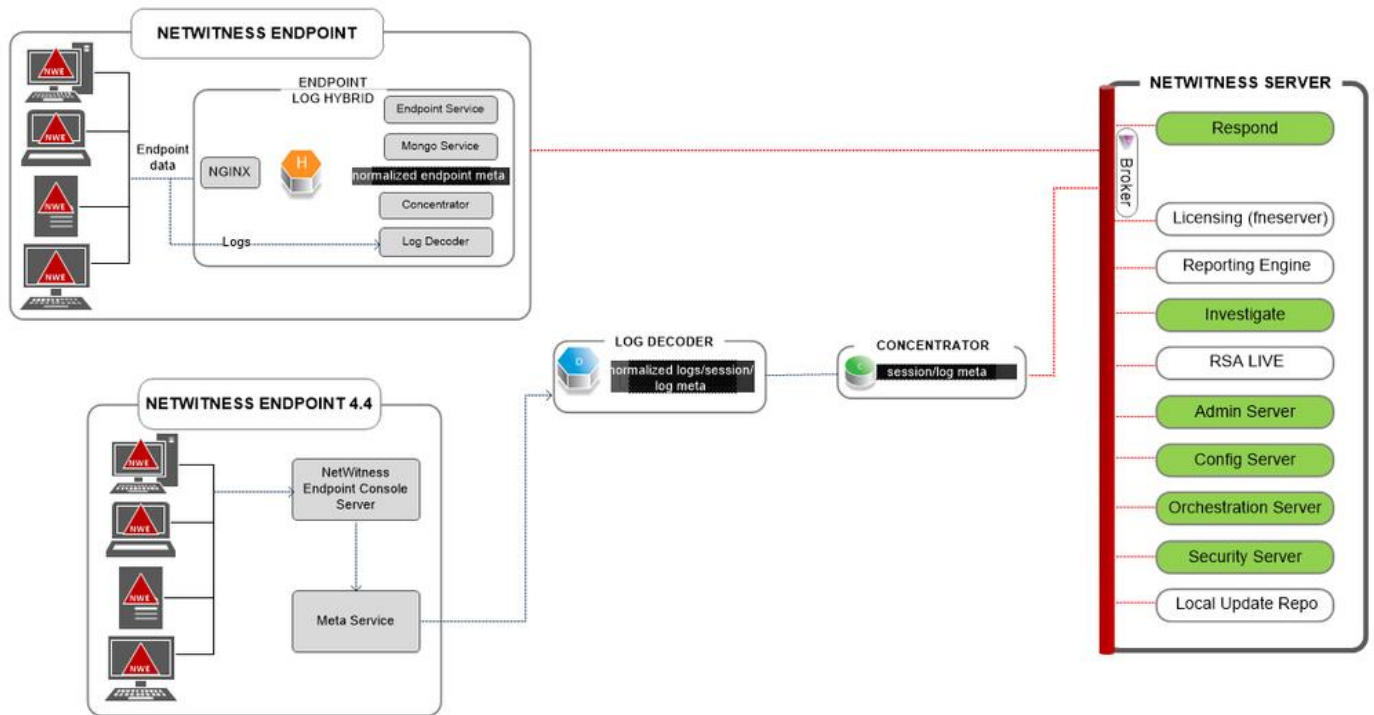 NETWITNESS ENDPOINT
NWE
NWE
NWE
NWE
Endpoint
data
Logs
ENDPOINT
LOG HYBRID
NGINX
H
Endpoint Service
Mongo Service
normalized endpoint meta
Concentrator
Log Decoder
NETWITNESS ENDPOINT 4.4
NWE
NWE
NWE
NWE
NetWitness
Endpoint Console
Server
Meta Service
LOG DECODER
D
normalized logs/session/
log meta
CONCENTRATOR
C
session/log meta
NETWITNESS SERVER
Broker
Respond
Licensing (fneserver)
Reporting Engine
Investigate
RSA LIVE
Admin Server
Config Server
Orchestration Server
Security Server
Local Update Repo